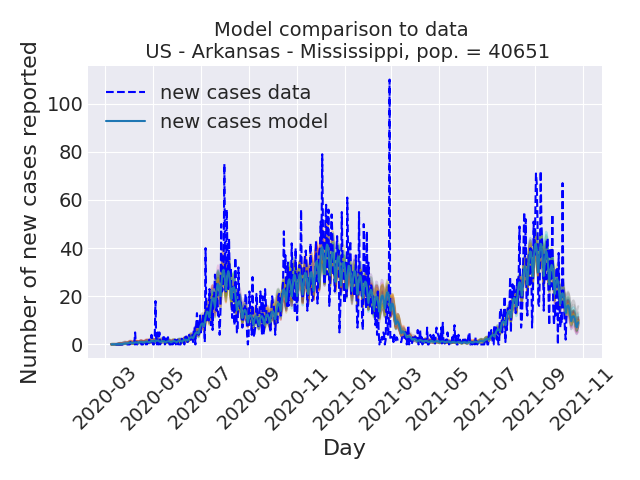 Model comparison to data
US - Arkansas - Mississippi, pop. = 40651
Number of new cases reported
100
80
60
40
20
0
new cases data
new cases model
2020-03
2020-05
2020-07
2020-09
2020-11
2021-01
2021-03
2021-05
2021-07
2021-09
2021-11
Day